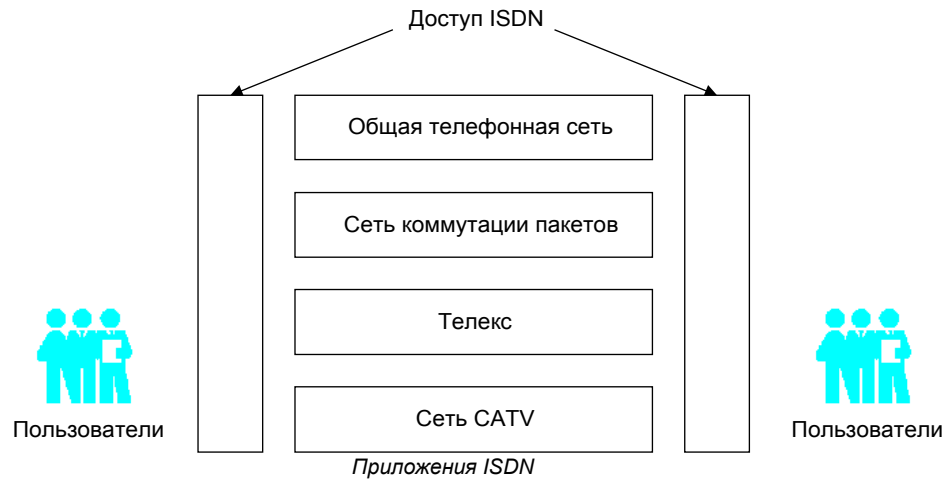 Доступ ISDN
Общая телефонная сеть
Сеть коммутации пакетов
Телекс
Сеть CATV
Пользователи
Пользователи
Приложения ISDN